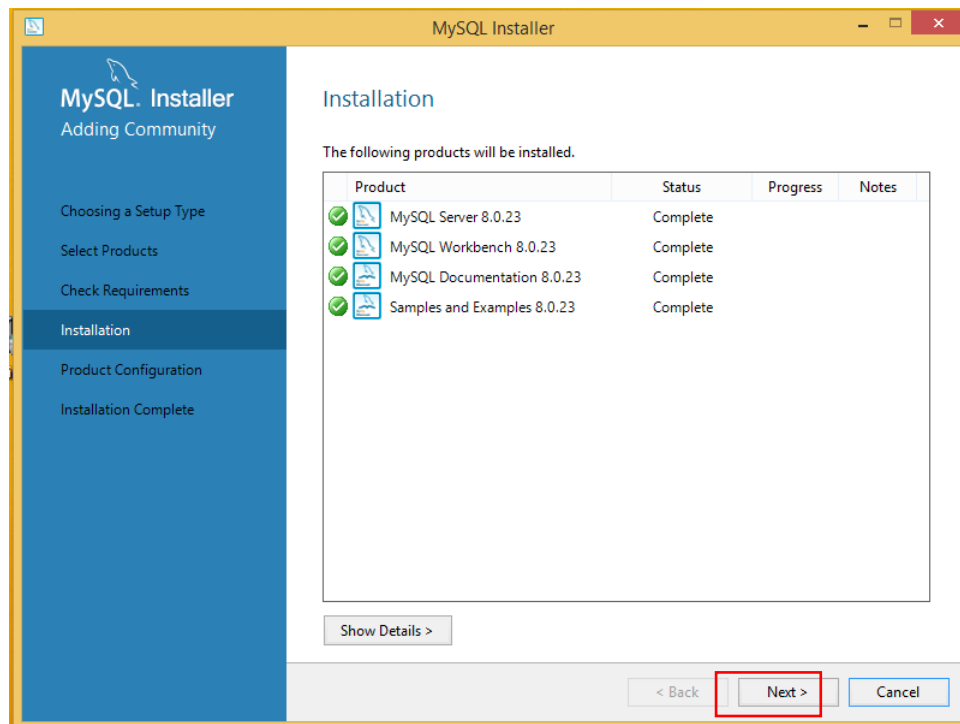 MySQL Installer
MySQL. Installer
Adding Community
Choosing a Setup Type
Select Products
Check Requirements
Installation
Product Configuration
Installation Complete
Installation
The following products will be installed.
Product Status Progress Notes
MySQL Server 8.0.23 Complete
MySQL Workbench 8.0.23 Complete
MySQL Documentation 8.0.23 Complete
Samples and Examples 8.0.23 Complete
Show Details >
< Back Next > Cancel